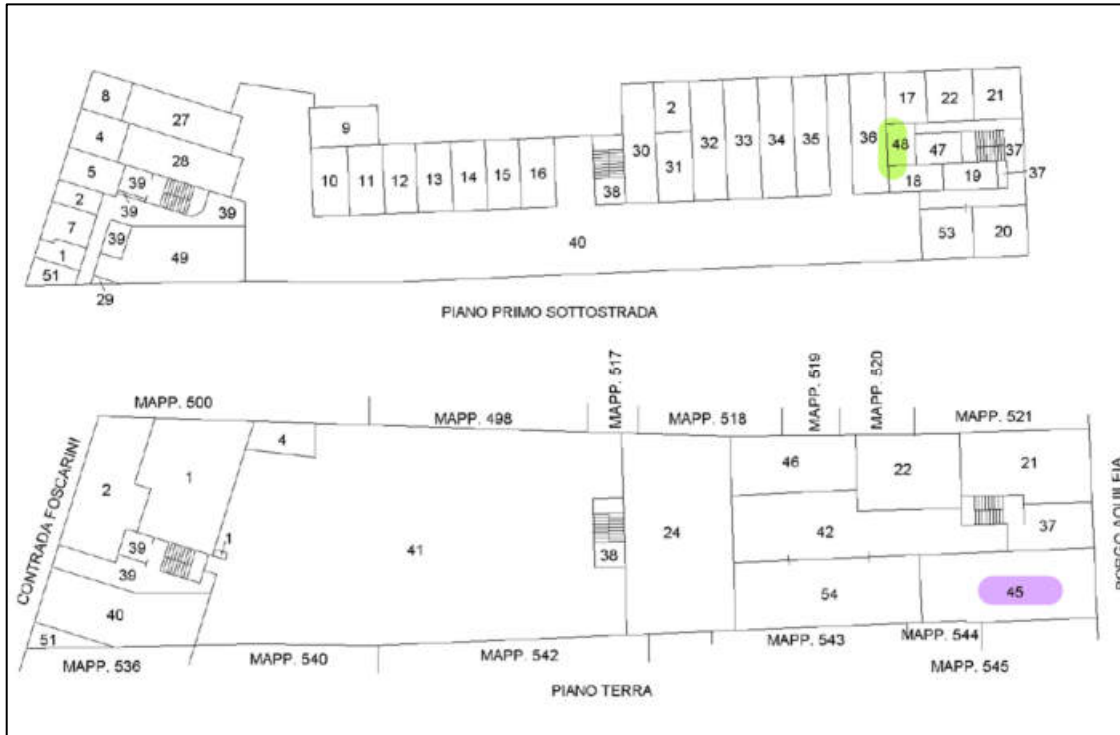 8 27 4 28 5 39 2 39 39 7 39 1 49 51 29
9 10 11 12 13 14 15 16
38 30 2 31 32 33 34 35 36 17 22 21 48 47 37 37 18 19 53 20
40
PIANO PRIMO SOTTOSTRADA
MAPP. 500
MAPP. 498
MAPP. 517
MAPP. 518
MAPP. 519
MAPP. 520
MAPP. 521
CONTRADA FOSCARINI
2 1 4 39 39 1 40 51
41 38 24
46 22 21 42 37 54 45
BORGO AQUILEIA
MAPP. 536
MAPP. 540
MAPP. 542
MAPP. 543
MAPP. 544
MAPP. 545
PIANO TERRA